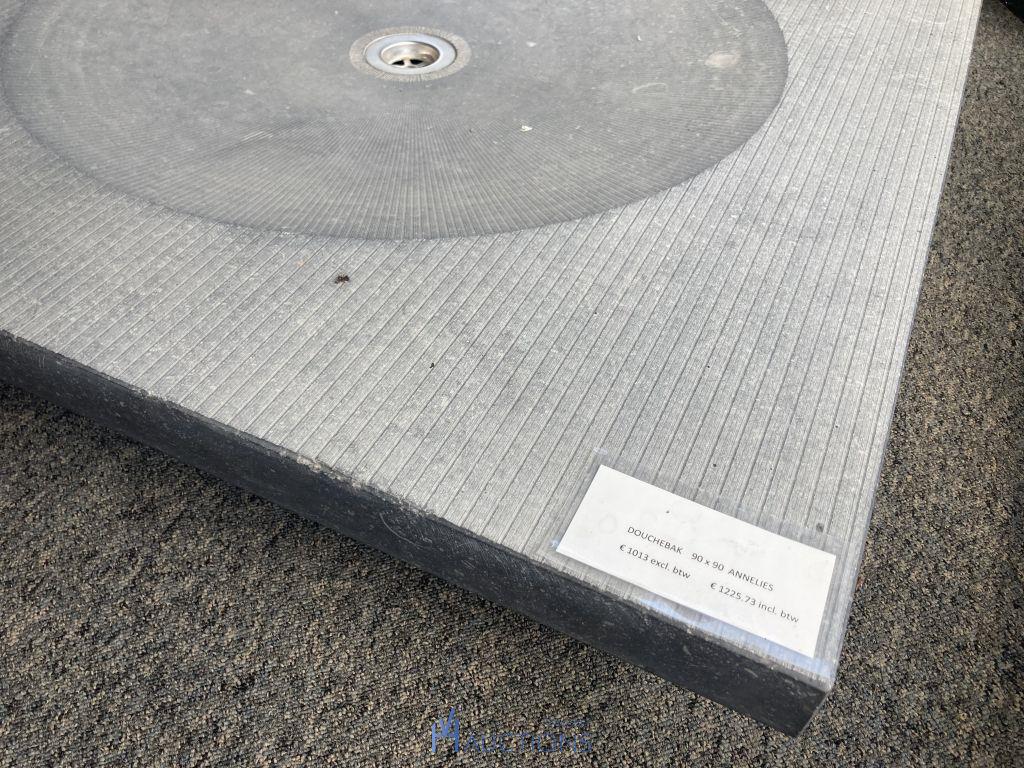 DOUCHEBAK 90 x 90 ANNELIES
€ 1013 excl. btw € 1225.73 incl. btw
AUCTIONS